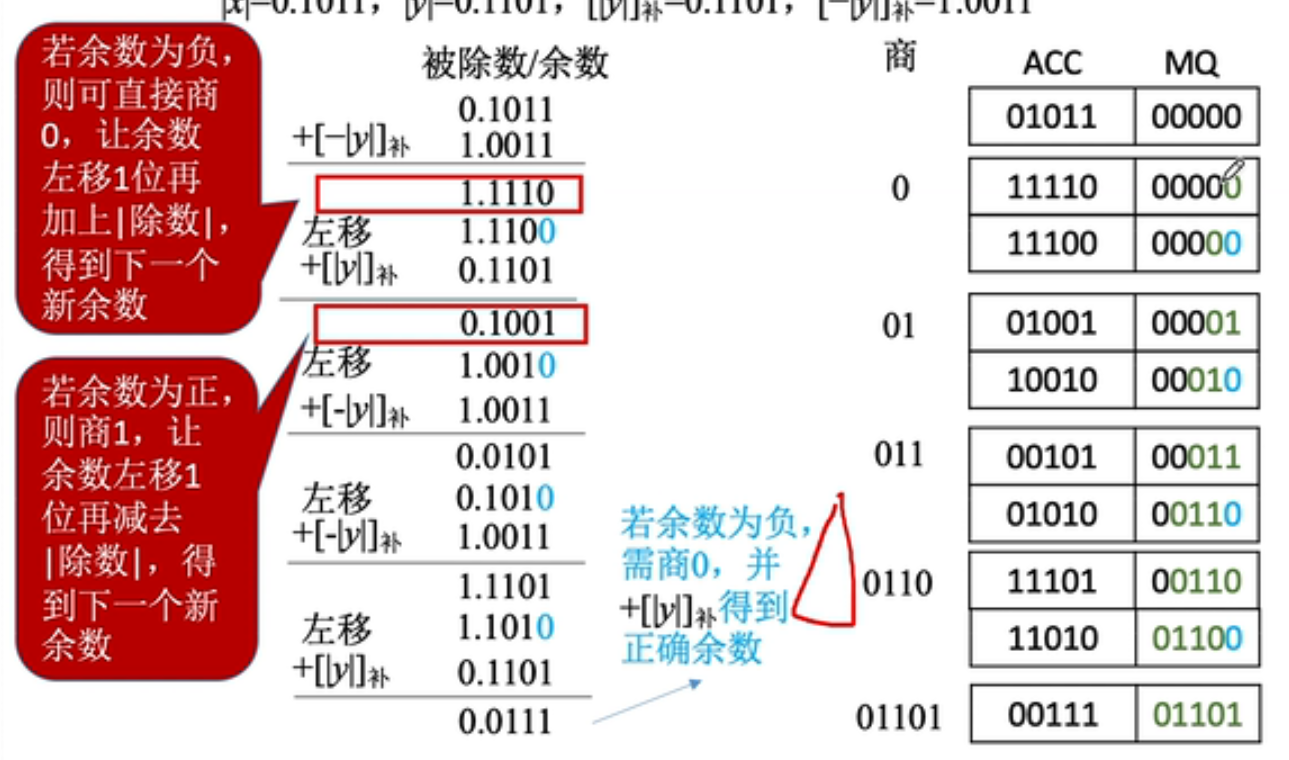 |x|=0.1011，|y|=0.1101，[|y|]补=0.1101，[−|y|]补=1.0011
若余数为负，
则可直接商
0，让余数
左移1位再
加上|除数|，
得到下一个
新余数
若余数为正，
则商1，让
余数左移1
位再减去
|除数|，得
到下一个新
余数
被除数/余数 商 ACC MQ
0.1011 01011 00000
+[−|y|]补 1.0011
1.1110 0 11110 00000
左移 1.1100 11100 00000
+[|y|]补 0.1101
0.1001 01 01001 00001
左移 1.0010 10010 00010
+[-|y|]补 1.0011
0.0101 011 00101 00011
左移 0.1010 01010 00110
+[-|y|]补 1.0011
1.1101 0110 11101 00110
左移 1.1010 11010 01100
+[|y|]补 0.1101
0.0111 01101 00111 01101
若余数为负，
需商0，并
+[|y|]补得到
正确余数